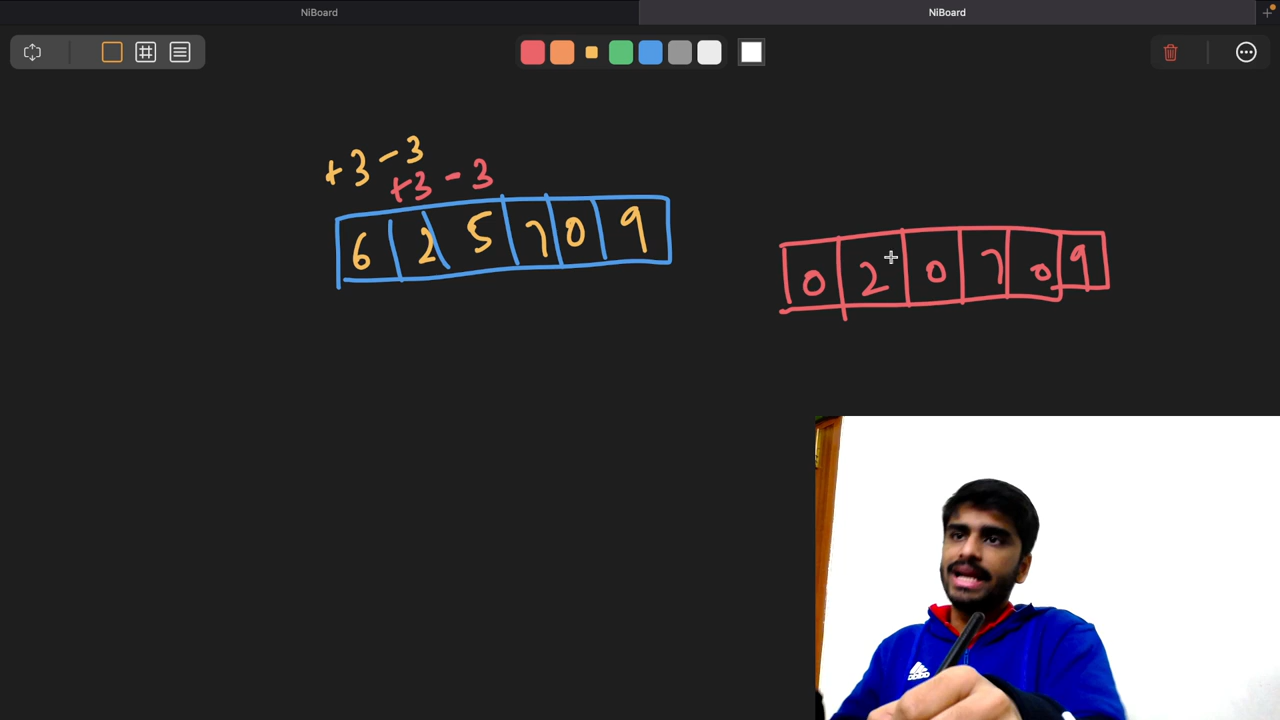 NiBoard
NiBoard
+3 -3
+3 -3
6 2 5 7 0 9
0 2 0 7 0 9